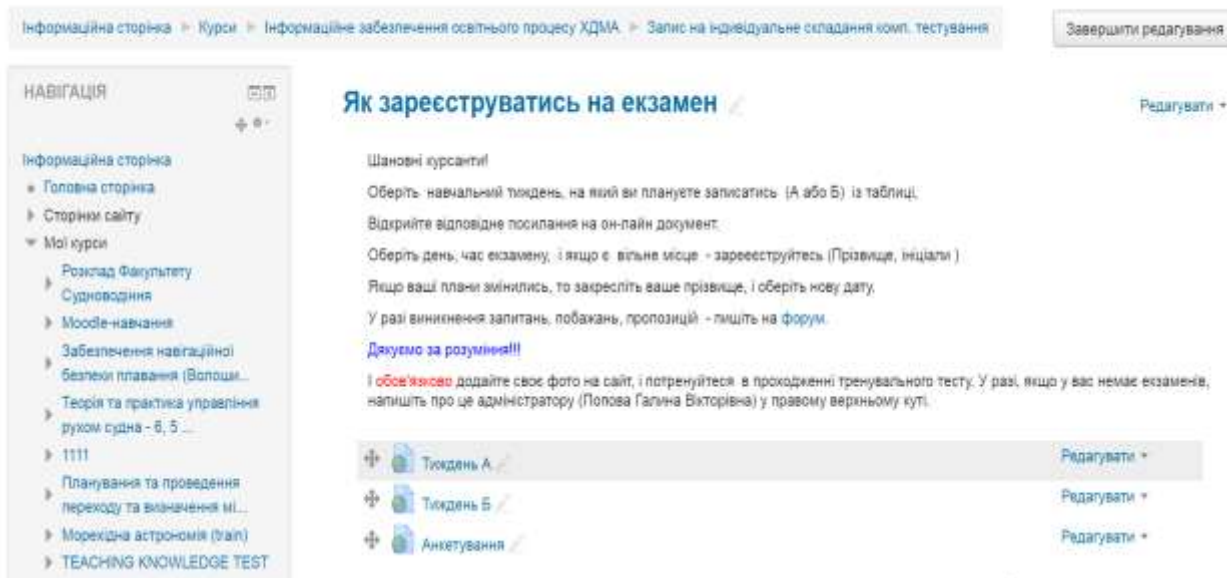 Інформаційна сторінка ► Курси ► Інформаційне забезпечення освітнього процесу ХДМА ► Запис на індивідуальне складання комп. тестування
Завершити редагування
НАВІГАЦІЯ
Інформаційна сторінка
Головна сторінка
Сторінки сайту
Мої курси
Розклад Факультету
Судноводіння
Moodle-навчання
Забезпечення навігаційної
безпеки плавання (Волоши...
Теорія та практика управління
рухом судна - 6, 5 ...
1111
Планування та проведення
переходу та визначення мі...
Морехідна астрономія (train)
TEACHING KNOWLEDGE TEST
Як зареєструватись на екзамен
Редагувати
Шановні курсанти!
Оберіть навчальний тиждень, на який ви плануєте записатись (А або Б) із таблиці,
Відкрийте відповідне посилання на он-лайн документ.
Оберіть день, час екзамену, і якщо є вільне місце - зареєструйтесь (Прізвище, ініціали )
Якщо ваші плани змінились, то закресліть ваше прізвище, і оберіть нову дату.
У разі виникнення запитань, побажань, пропозицій - пишіть на форум.
Дякуємо за розуміння!!!
І обов'язково додайте своє фото на сайт, і потренуйтеся в проходженні тренувального тесту. У разі, якщо у вас немає екзаменів,
напишіть про це адміністратору (Попова Галина Вікторівна) у правому верхньому куті.
Тиждень А
Редагувати
Тиждень Б
Редагувати
Анкетування
Редагувати